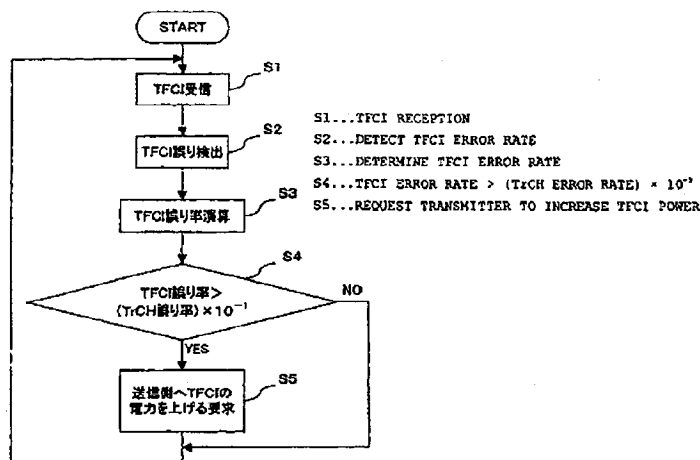 START
S1
TFCI受信
S2
TFCI誤り検出
S3
TFCI誤り率演算
S4
TFCI誤り率>
(TrCH誤り率)×10⁻¹
NO
YES
S5
送信側へTFCIの
電力を上げる要求
S1...TFCI RECEPTION
S2...DETECT TFCI ERROR RATE
S3...DETERMINE TFCI ERROR RATE
S4...TFCI ERROR RATE > (TrCH ERROR RATE) × 10⁻¹
S5...REQUEST TRANSMITTER TO INCREASE TFCI POWER